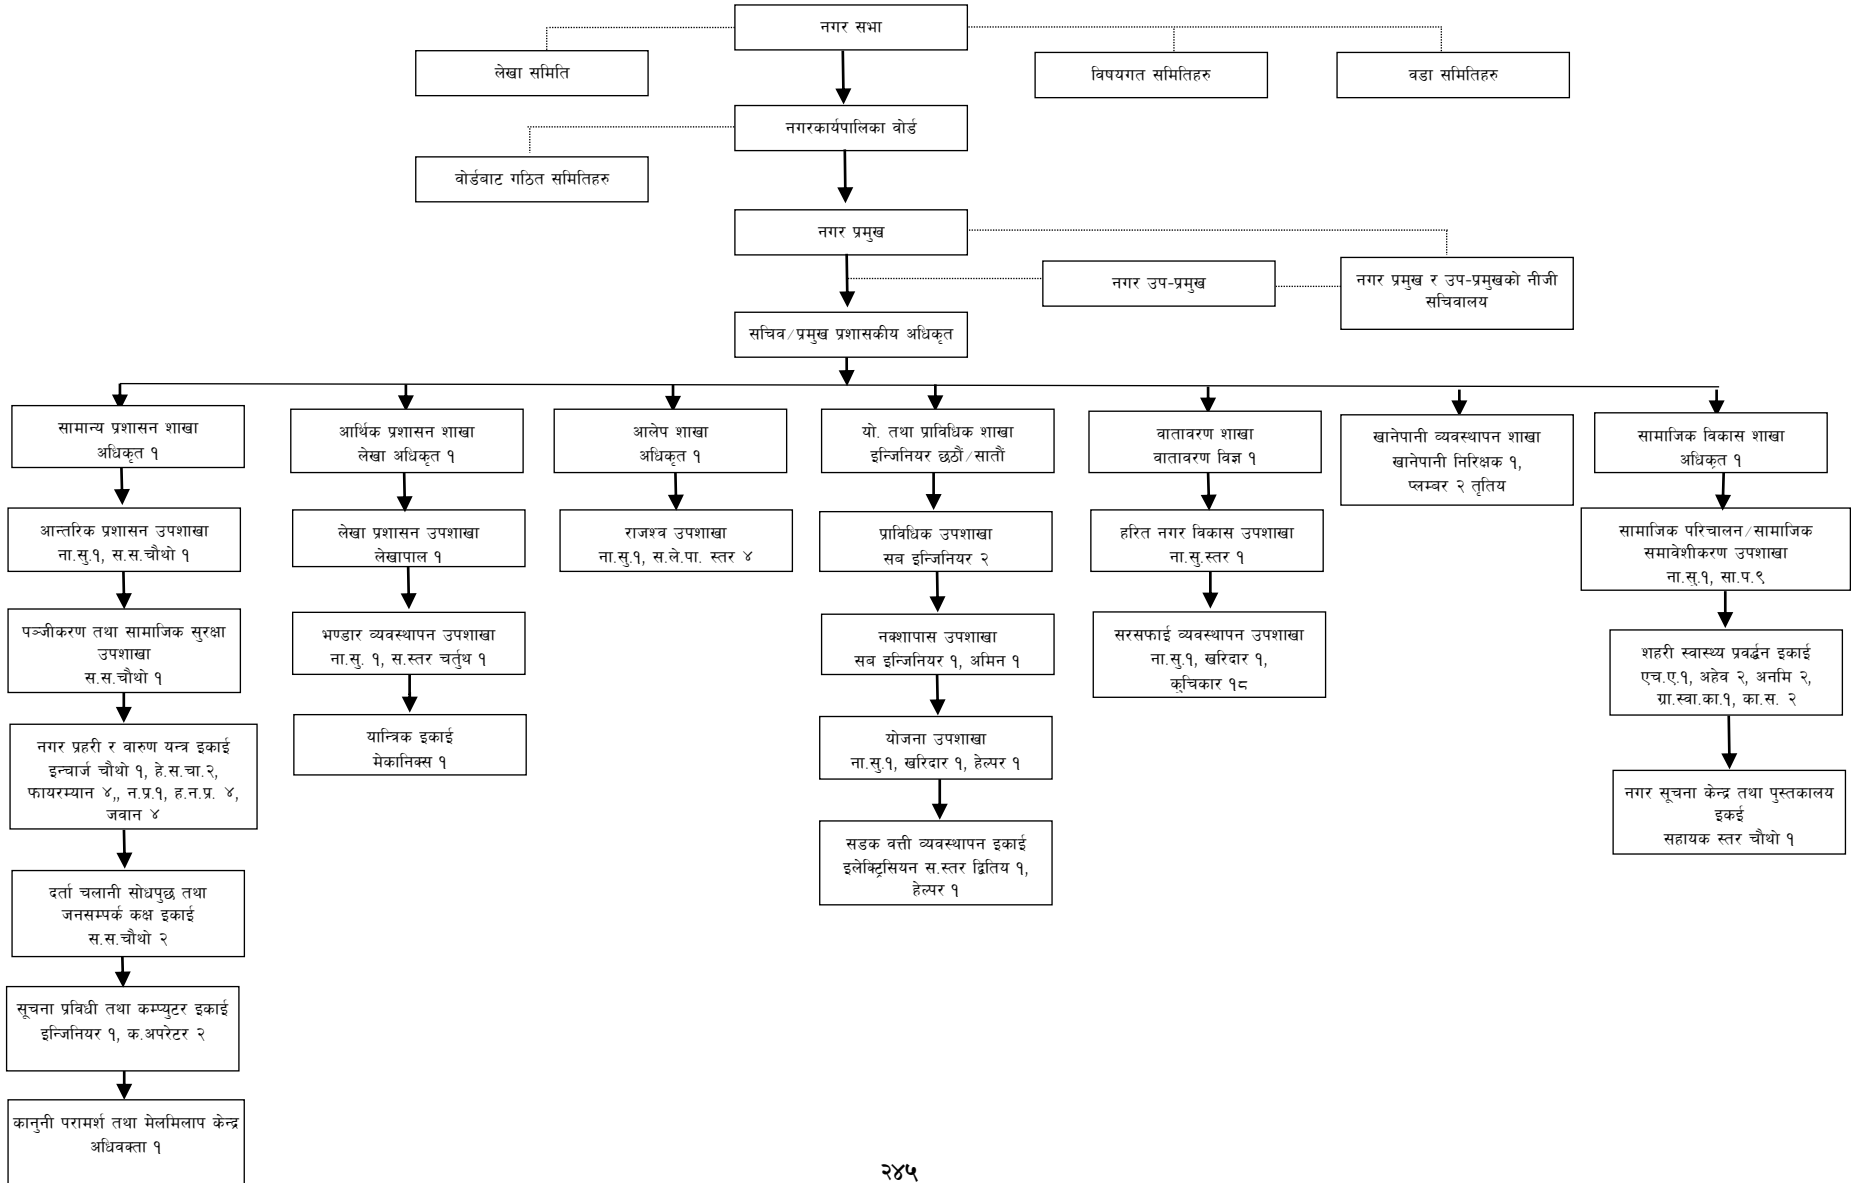 नगर सभा
लेखा समिति
विषयगत समितिहरु
वडा समितिहरु
नगरकार्यपालिका वोर्ड
वोर्डबाट गठित समितिहरु
नगर प्रमुख
नगर उप-प्रमुख
नगर प्रमुख र उप-प्रमुखको नीजी
सचिवालय
सचिव/प्रमुख प्रशासकीय अधिकृत
सामान्य प्रशासन शाखा
अधिकृत १
आन्तरिक प्रशासन उपशाखा
ना.सु.१, स.स.चौथो १
पञ्जीकरण तथा सामाजिक सुरक्षा
उपशाखा
स.स.चौथो १
नगर प्रहरी र वारुण यन्त्र इकाई
इन्चार्ज चौथो १, हे.स.चा.२,
फायरम्यान ४,, न.प्र.१, ह.न.प्र. ४,
जवान ४
दर्ता चलानी सोधपुछ तथा
जनसम्पर्क कक्ष इकाई
स.स.चौथो २
सूचना प्रविधी तथा कम्प्युटर इकाई
इन्जिनियर १, क.अपरेटर २
कानुनी परामर्श तथा मेलमिलाप केन्द्र
अधिवक्ता १
आर्थिक प्रशासन शाखा
लेखा अधिकृत १
लेखा प्रशासन उपशाखा
लेखापाल १
भण्डार व्यवस्थापन उपशाखा
ना.सु. १, स.स्तर चर्तुथ १
यान्त्रिक इकाई
मेकानिक्स १
आलेप शाखा
अधिकृत १
राजश्व उपशाखा
ना.सु.१, स.ले.पा. स्तर ४
यो. तथा प्राविधिक शाखा
इन्जिनियर छठौं/सातौं
प्राविधिक उपशाखा
सब इन्जिनियर २
नक्शापास उपशाखा
सब इन्जिनियर १, अमिन १
योजना उपशाखा
ना.सु.१, खरिदार १, हेल्पर १
सडक वत्ती व्यवस्थापन इकाई
इलेक्ट्रिसियन स.स्तर द्वितिय १,
हेल्पर १
वातावरण शाखा
वातावरण विज्ञ १
हरित नगर विकास उपशाखा
ना.सु.स्तर १
सरसफाई व्यवस्थापन उपशाखा
ना.सु.१, खरिदार १,
कुचिकार १८
खानेपानी व्यवस्थापन शाखा
खानेपानी निरिक्षक १,
प्लम्बर २ तृतिय
सामाजिक विकास शाखा
अधिकृत १
सामाजिक परिचालन/सामाजिक
समावेशीकरण उपशाखा
ना.सु.१, सा.प.९
शहरी स्वास्थ्य प्रवर्द्धन इकाई
एच.ए.१, अहेव २, अनमि २,
ग्रा.स्वा.का.१, का.स. २
नगर सूचना केन्द्र तथा पुस्तकालय
इकई
सहायक स्तर चौथो १
२४५